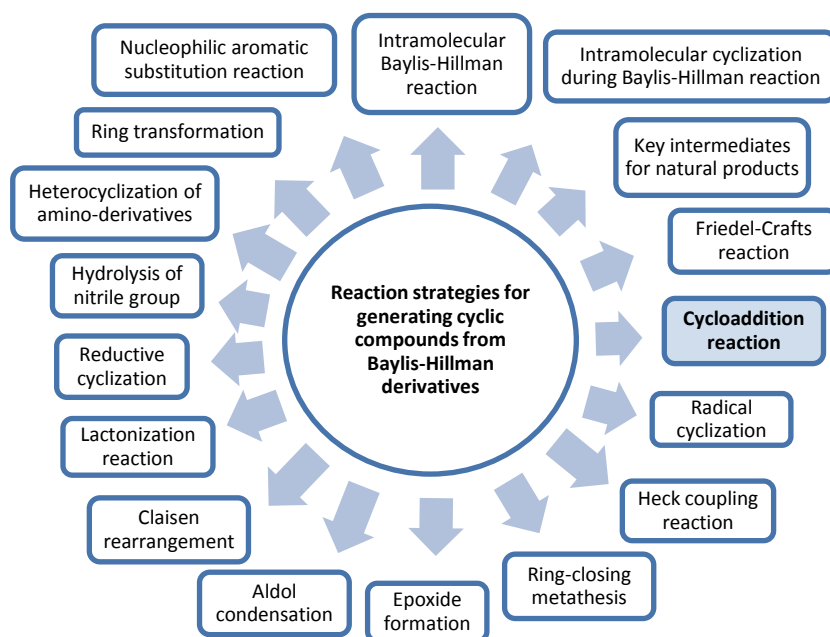 Nucleophilic aromatic
substitution reaction
Intramolecular
Baylis-Hillman
reaction
Intramolecular cyclization
during Baylis-Hillman reaction
Ring transformation
Key intermediates
for natural products
Heterocyclization of
amino-derivatives
Friedel-Crafts
reaction
Hydrolysis of
nitrile group
Reaction strategies for
generating cyclic
compounds from
Baylis-Hillman
derivatives
Cycloaddition
reaction
Reductive
cyclization
Radical
cyclization
Lactonization
reaction
Heck coupling
reaction
Claisen
rearrangement
Ring-closing
metathesis
Aldol
condensation
Epoxide
formation